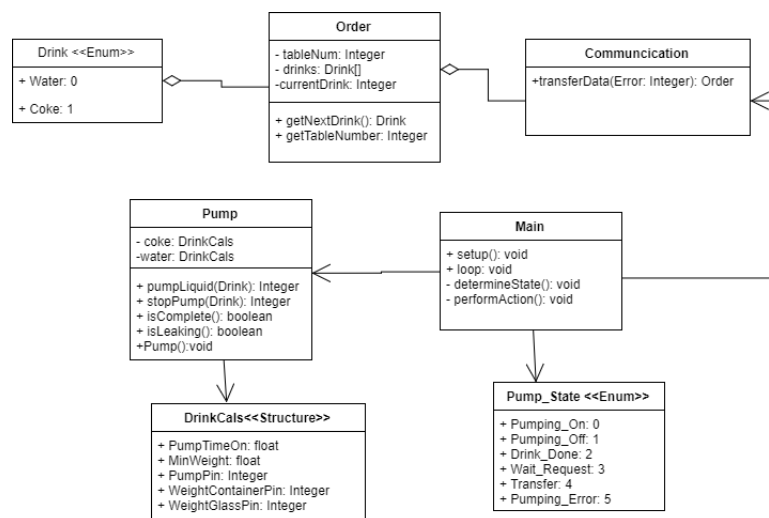 Drink <<Enum>>
+ Water: 0
+ Coke: 1
Order
- tableNum: Integer
- drinks: Drink[]
-currentDrink: Integer
+ getNextDrink(): Drink
+ getTableNumber: Integer
Communcication
+transferData(Error: Integer): Order
Pump
- coke: DrinkCals
-water: DrinkCals
+ pumpLiquid(Drink): Integer
+ stopPump(Drink): Integer
+ isComplete(): boolean
+ isLeaking(): boolean
+Pump():void
Main
+ setup(): void
+ loop: void
- determineState(): void
- performAction(): void
DrinkCals<<Structure>>
+ PumpTimeOn: float
+ MinWeight: float
+ PumpPin: Integer
+ WeightContainerPin: Integer
+ WeightGlassPin: Integer
Pump_State <<Enum>>
+ Pumping_On: 0
+ Pumping_Off: 1
+ Drink_Done: 2
+ Wait_Request: 3
+ Transfer: 4
+ Pumping_Error: 5